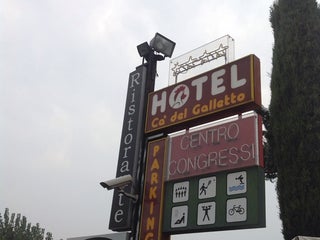 Ristorante
HOTEL
Ca' del Galletto
PARKING
CENTRO
CONGRESSI